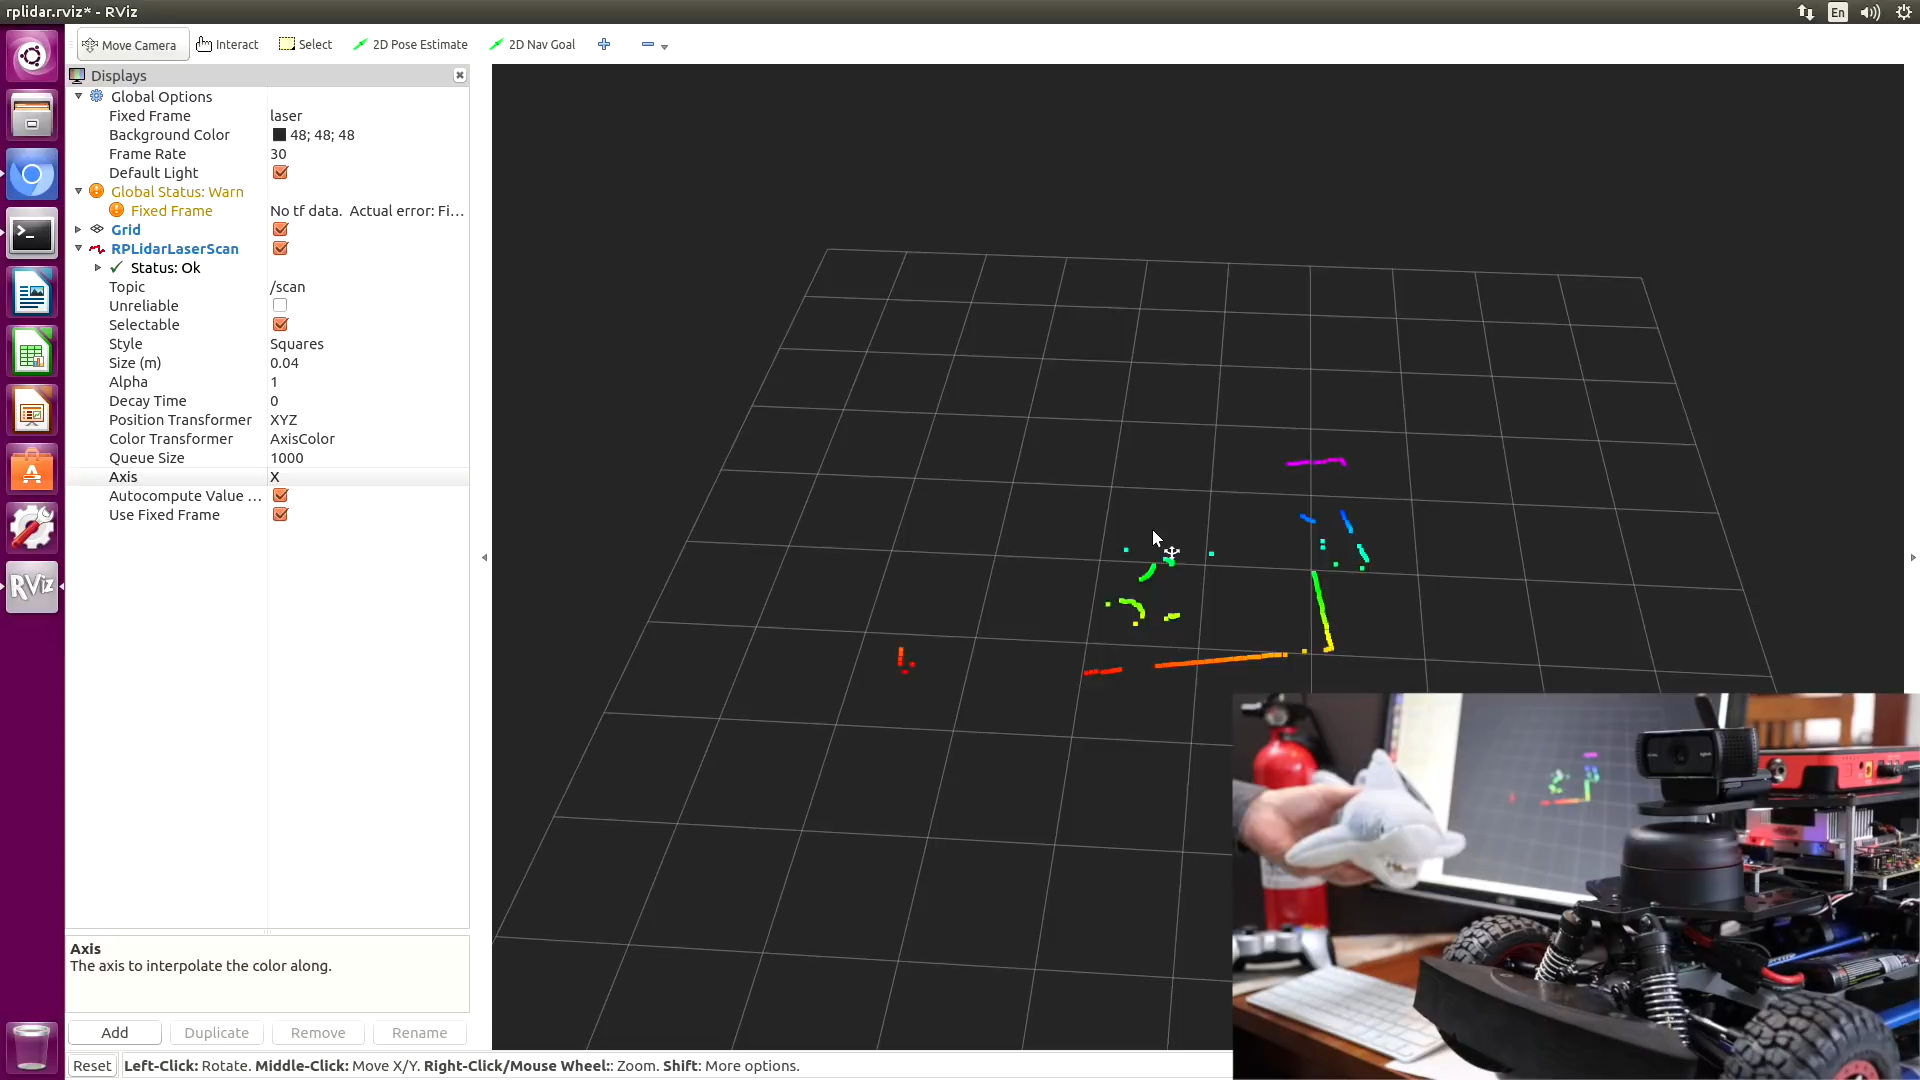 rplidar.rviz* - RViz
En
Move Camera
Interact
Select
2D Pose Estimate
2D Nav Goal
Displays
Global Options
Fixed Frame laser
Background Color 48; 48; 48
Frame Rate 30
Default Light
Global Status: Warn
Fixed Frame No tf data. Actual error: Fi...
Grid
RPLidarLaserScan
Status: Ok
Topic /scan
Unreliable
Selectable
Style Squares
Size (m) 0.04
Alpha 1
Decay Time 0
Position Transformer XYZ
Color Transformer AxisColor
Queue Size 1000
Axis X
Autocompute Value ...
Use Fixed Frame
RViz
Axis
The axis to interpolate the color along.
Add
Duplicate
Remove
Rename
Reset
Left-Click: Rotate. Middle-Click: Move X/Y. Right-Click/Mouse Wheel:: Zoom. Shift: More options.